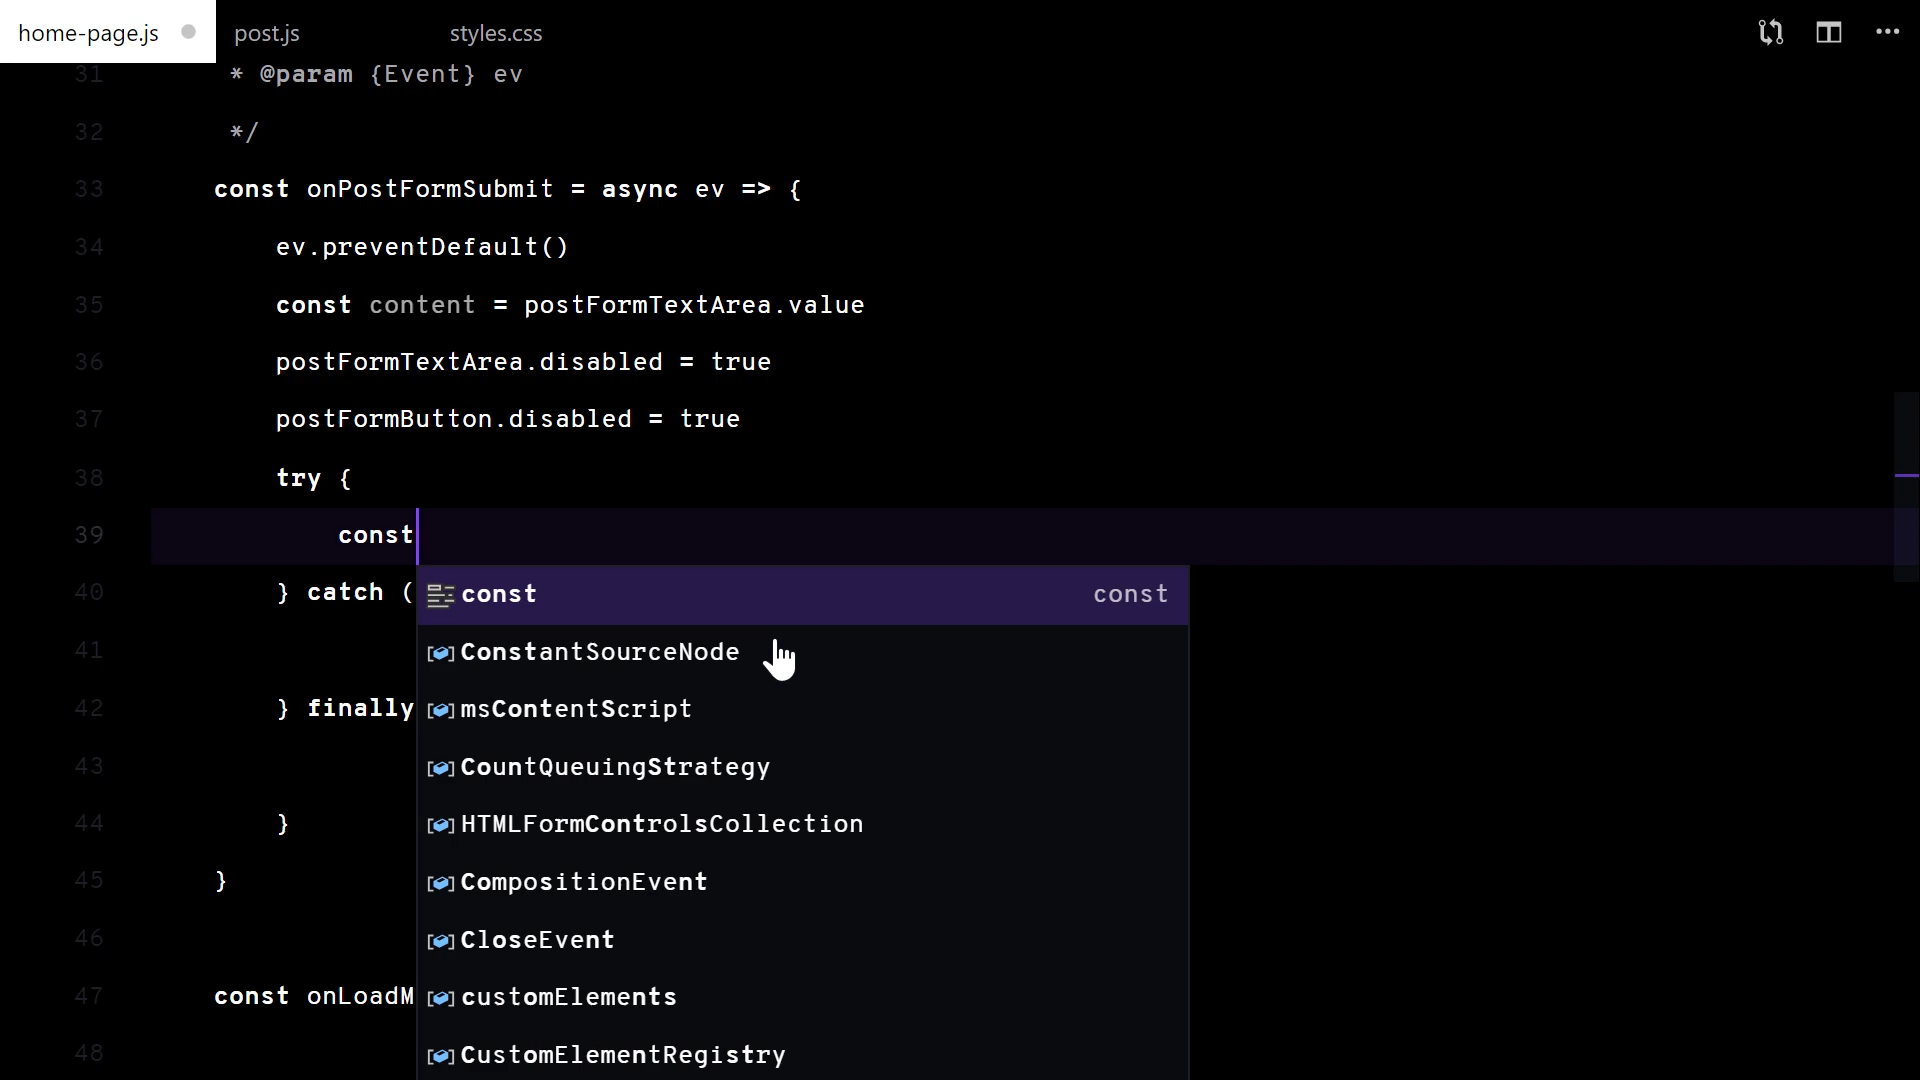 home-page.js post.js styles.css
31 * @param {Event} ev
32 */
33 const onPostFormSubmit = async ev => {
34 ev.preventDefault()
35 const content = postFormTextArea.value
36 postFormTextArea.disabled = true
37 postFormButton.disabled = true
38 try {
39 const
40 } catch (
const const
41
ConstantSourceNode
42 } finally
msContentScript
43
CountQueuingStrategy
44 }
HTMLFormControlsCollection
45 }
CompositionEvent
46
CloseEvent
47 const onLoadM
customElements
48
CustomElementRegistry